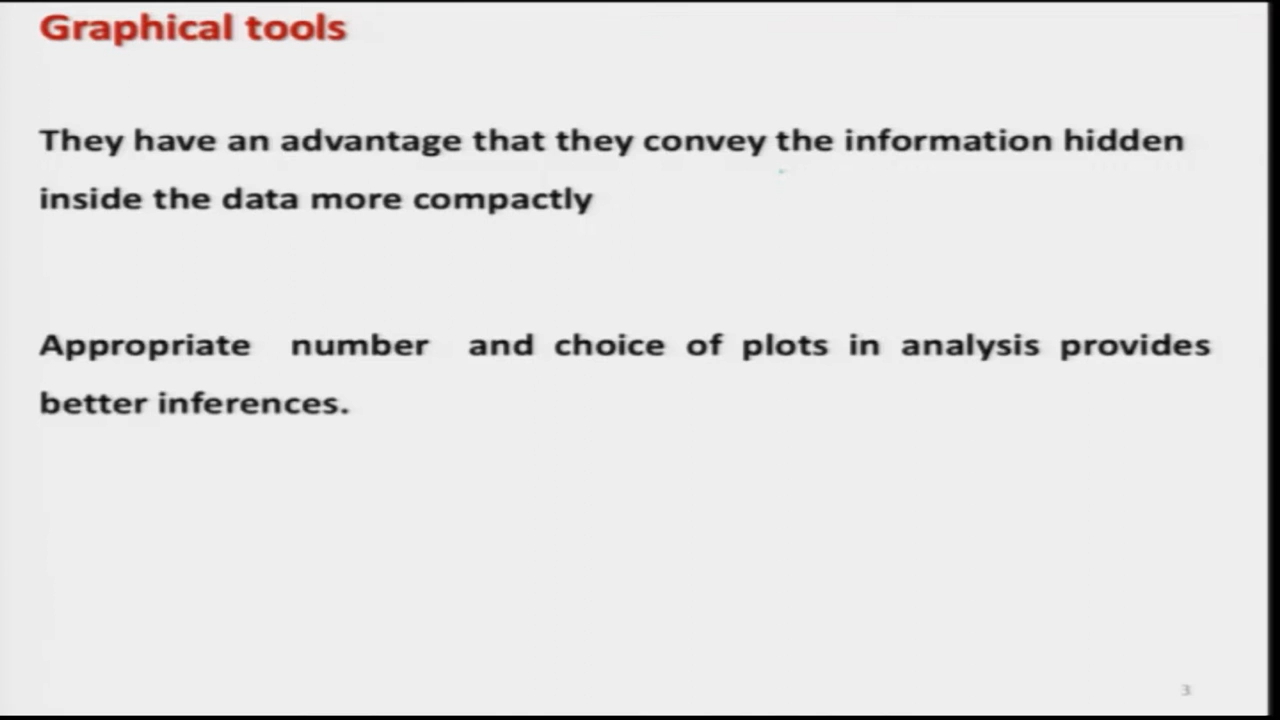 Graphical tools
They have an advantage that they convey the information hidden
inside the data more compactly
Appropriate number and choice of plots in analysis provides
better inferences.
3